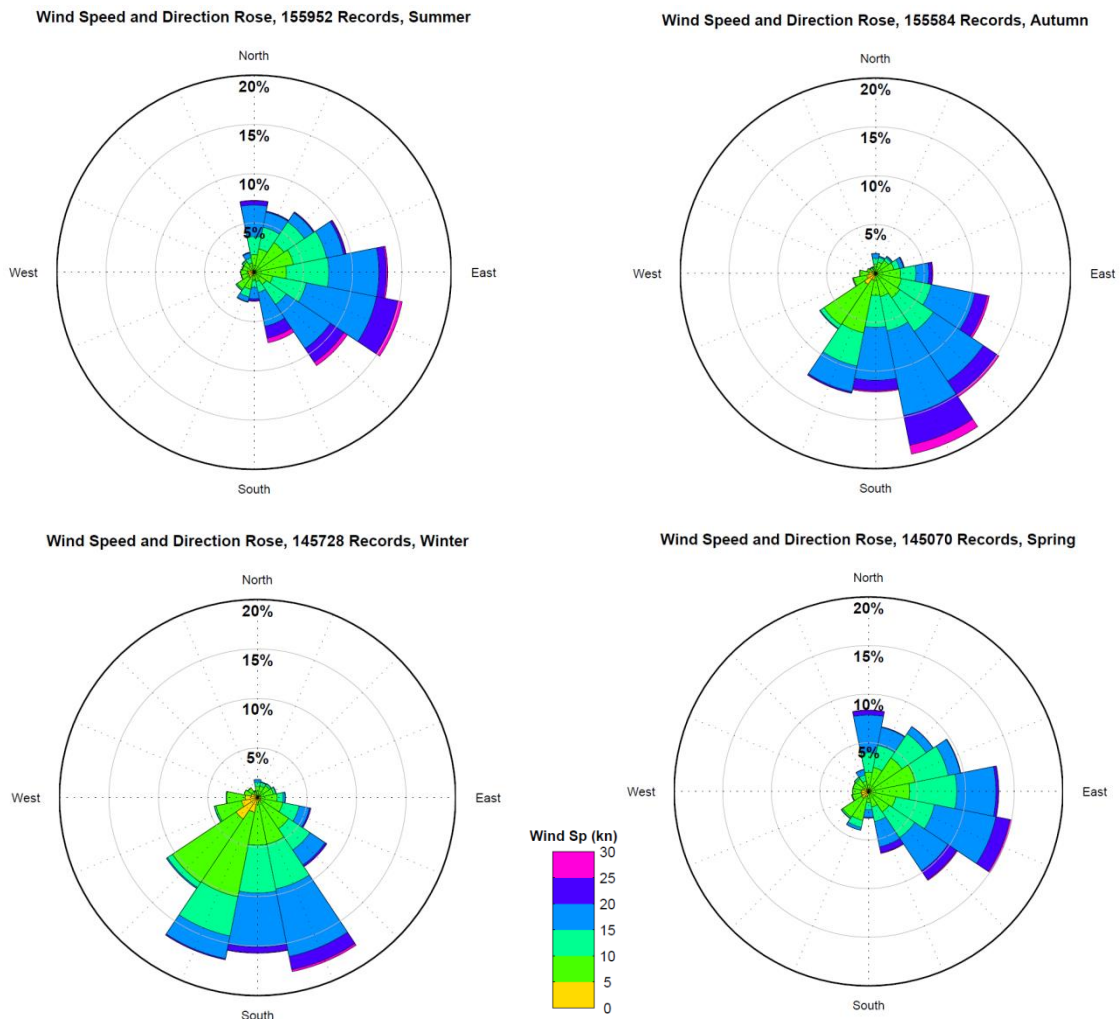 Wind Speed and Direction Rose, 155952 Records, Summer
North
20%
15%
10%
5%
West
East
South
Wind Speed and Direction Rose, 155584 Records, Autumn
North
20%
15%
10%
5%
West
East
South
Wind Speed and Direction Rose, 145728 Records, Winter
North
20%
15%
10%
5%
West
East
South
Wind Sp (kn)
30
25
20
15
10
5
0
Wind Speed and Direction Rose, 145070 Records, Spring
North
20%
15%
10%
5%
West
East
South